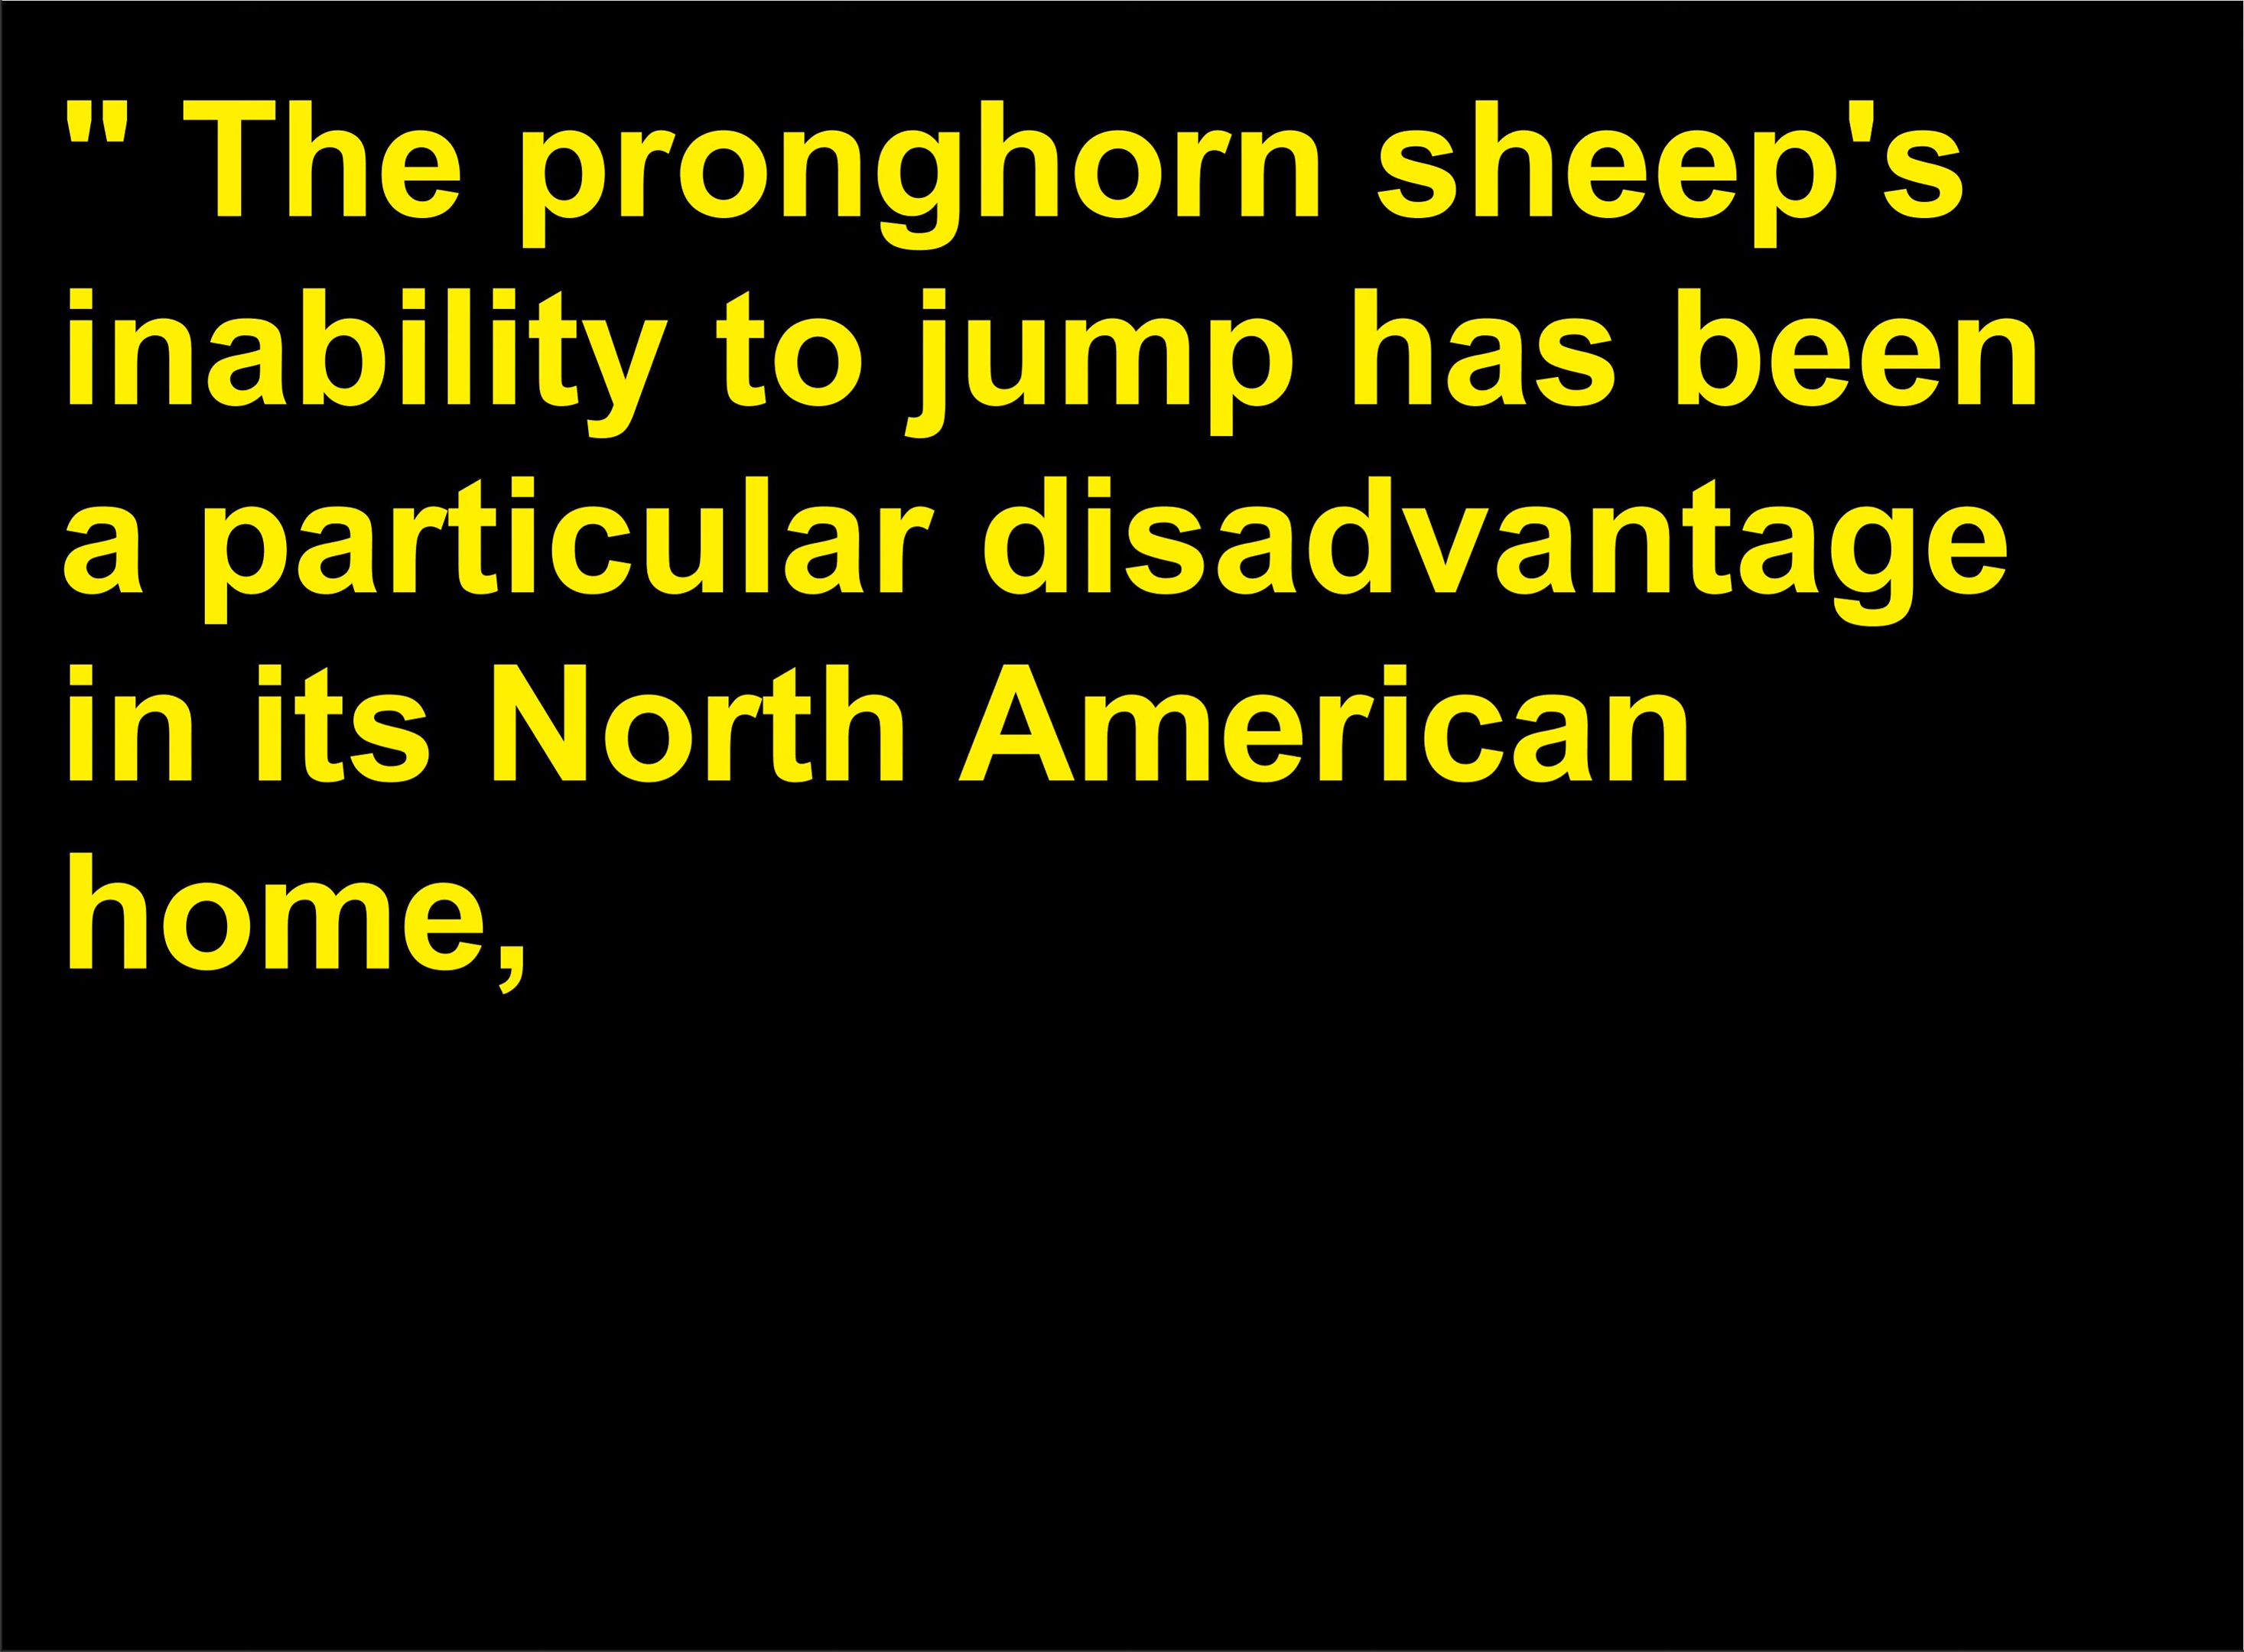 " The pronghorn sheep's
inability to jump has been
a particular disadvantage
in its North American
home,